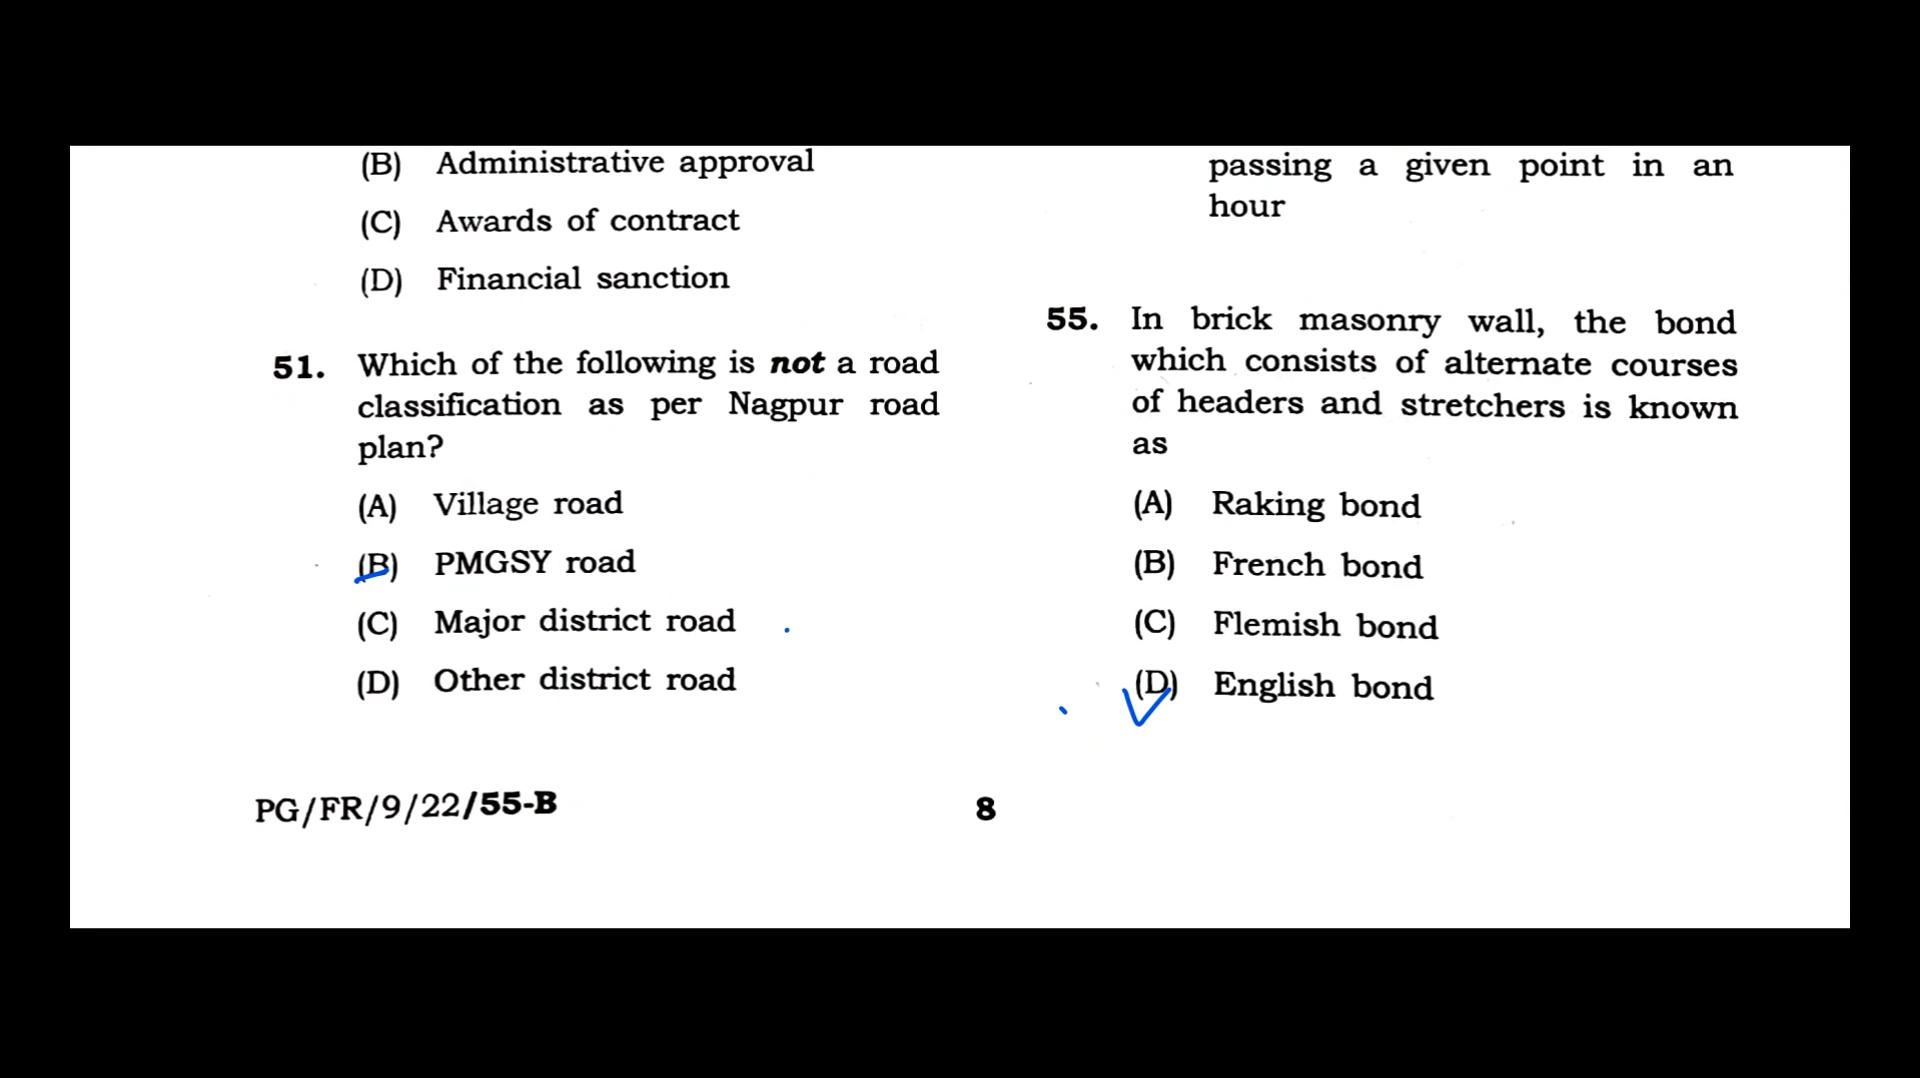 (B) Administrative approval
(C) Awards of contract
(D) Financial sanction
51. Which of the following is not a road
classification as per Nagpur road
plan?
(A) Village road
(B) PMGSY road
(C) Major district road
(D) Other district road
passing a given point in an
hour
55. In brick masonry wall, the bond
which consists of alternate courses
of headers and stretchers is known
as
(A) Raking bond
(B) French bond
(C) Flemish bond
(D) English bond
PG/FR/9/22/55-B
8